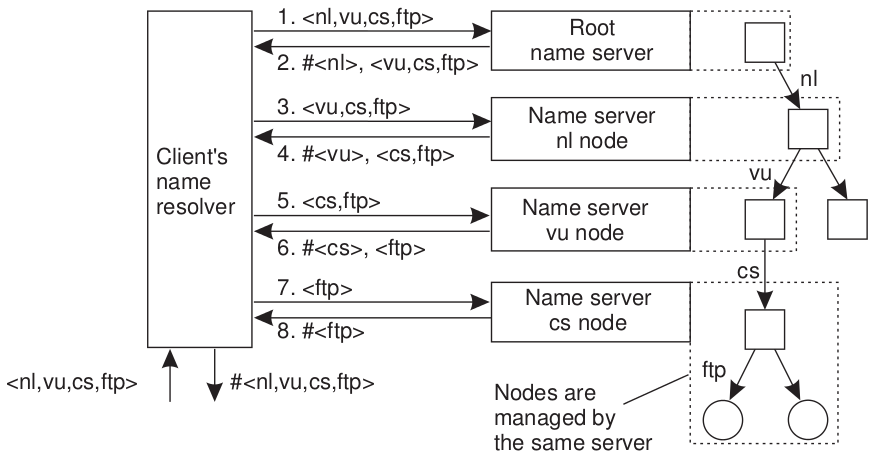 1. <nl,vu,cs,ftp>
Root
name server
2. #<nl>, <vu,cs,ftp>
nl
3. <vu,cs,ftp>
Name server
nl node
4. #<vu>, <cs,ftp>
Client's
name
resolver
vu
5. <cs,ftp>
Name server
vu node
6. #<cs>, <ftp>
cs
7. <ftp>
Name server
cs node
8. #<ftp>
ftp
<nl,vu,cs,ftp>
#<nl,vu,cs,ftp>
Nodes are
managed by
the same server